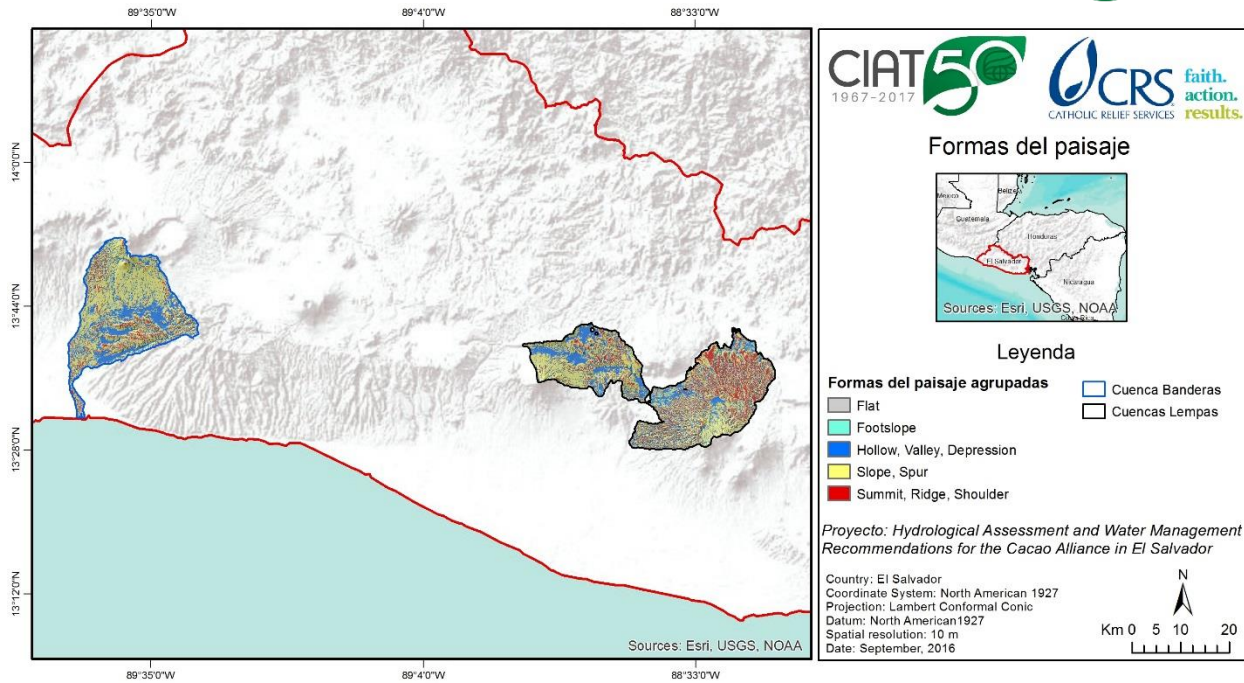 89°35'0"W
89°4'0"W
88°33'0"W
14°0'0"N
13°44'0"N
13°28'0"N
13°12'0"N
Sources: Esri, USGS, NOAA
89°35'0"W
89°4'0"W
88°33'0"W
CIAT 50
1967-2017
CRS
CATHOLIC RELIEF SERVICES
faith.
action.
results.
Formas del paisaje
Mexico
Belize
Guatemala
Honduras
El Salvador
Nicaragua
Costa Rica
Sources: Esri, USGS, NOAA
Leyenda
Formas del paisaje agrupadas
Flat
Footslope
Hollow, Valley, Depression
Slope, Spur
Summit, Ridge, Shoulder
Cuenca Banderas
Cuencas Lempas
Proyecto: Hydrological Assessment and Water Management
Recommendations for the Cacao Alliance in El Salvador
Country: El Salvador
Coordinate System: North American 1927
Projection: Lambert Conformal Conic
Datum: North American1927
Spatial resolution: 10 m
Date: September, 2016
N
Km 0 5 10 20